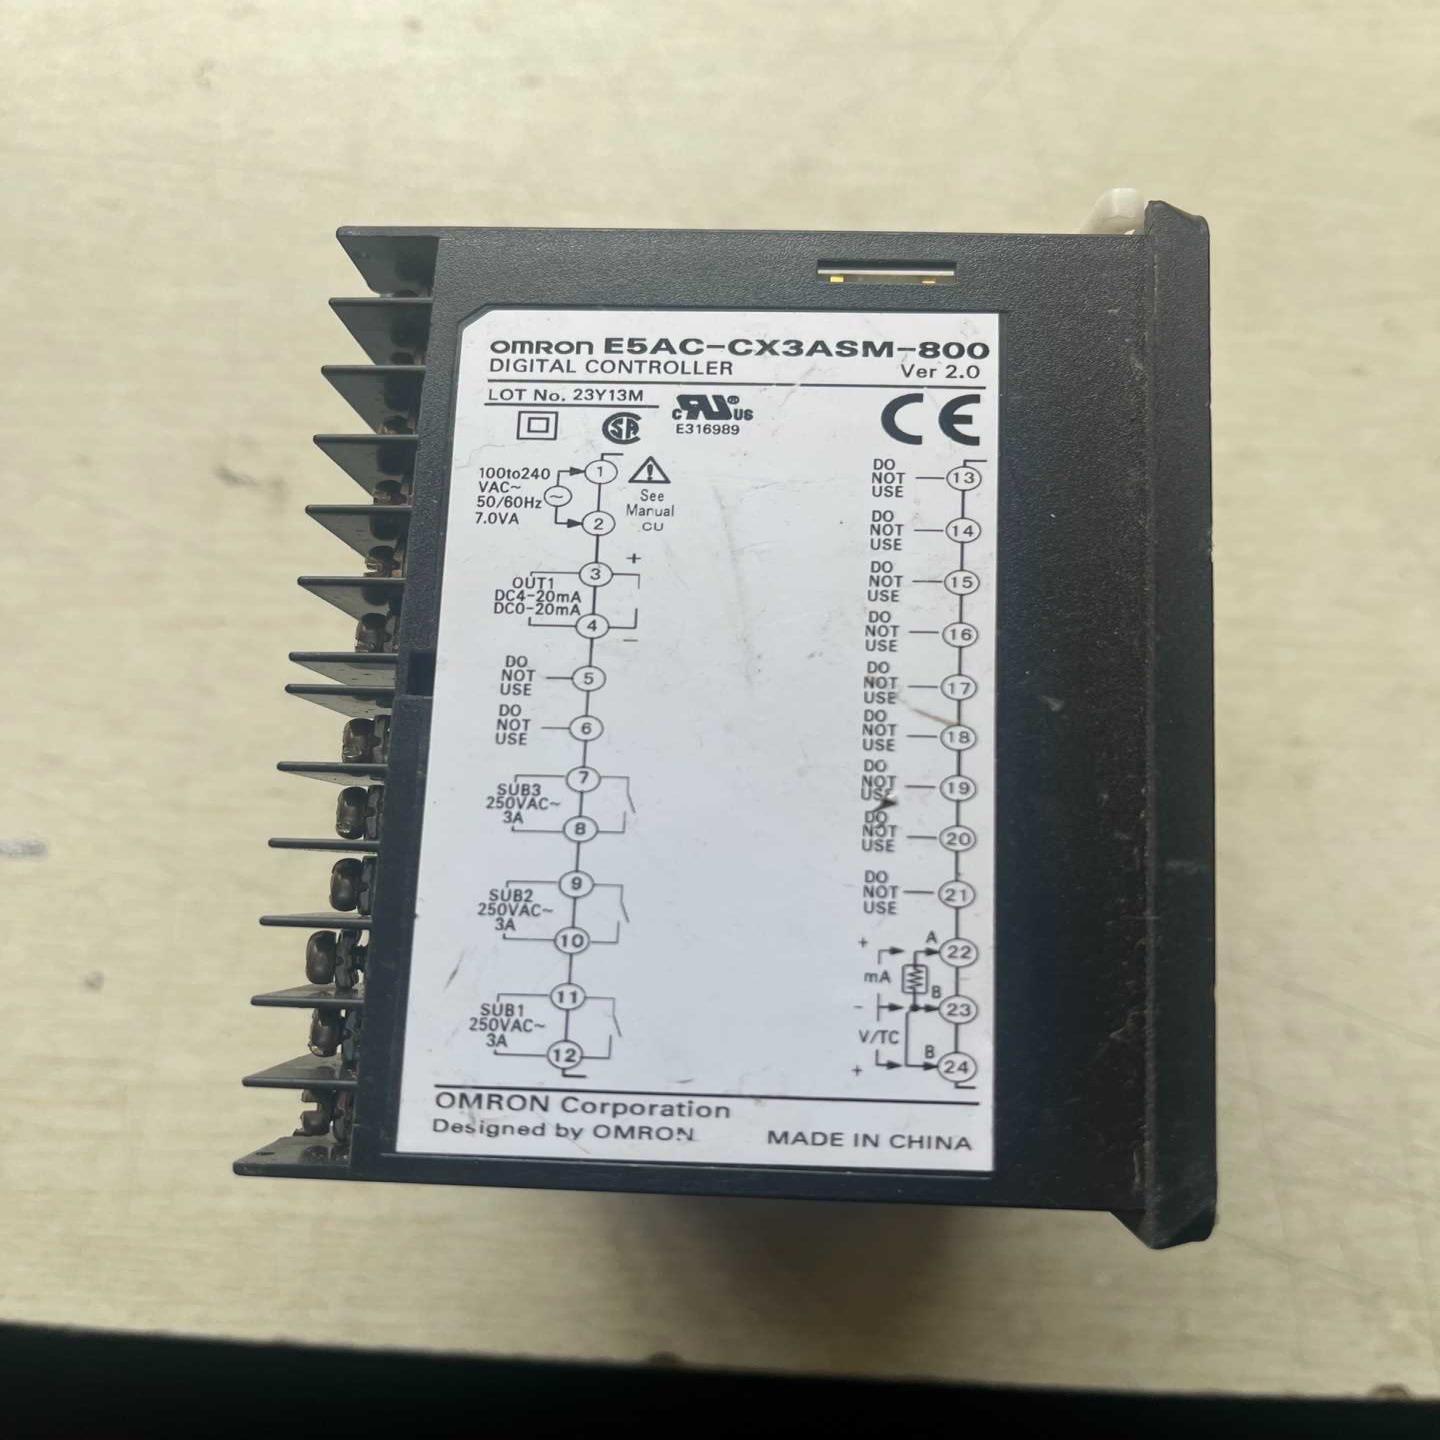 OMRON E5AC-CX3ASM-800
DIGITAL CONTROLLER Ver 2.0
LOT No. 23Y13M
c RU US
E316989
CE
100to240
VAC~
50/60Hz
7.0VA
1
2
See
Manual
CU
+
3
OUT1
DC4-20mA
DC0-20mA
4
-
DO
NOT
USE
5
DO
NOT
USE
6
7
SUB3
250VAC~
3A
8
9
SUB2
250VAC~
3A
10
11
SUB1
250VAC~
3A
12
DO
NOT
USE
13
DO
NOT
USE
14
DO
NOT
USE
15
DO
NOT
USE
16
DO
NOT
USE
17
DO
NOT
USE
18
DO
NOT
USE
19
DO
NOT
USE
20
DO
NOT
USE
21
+
A
22
mA
B
-
23
V/TC
B
+
24
OMRON Corporation
Designed by OMRON MADE IN CHINA